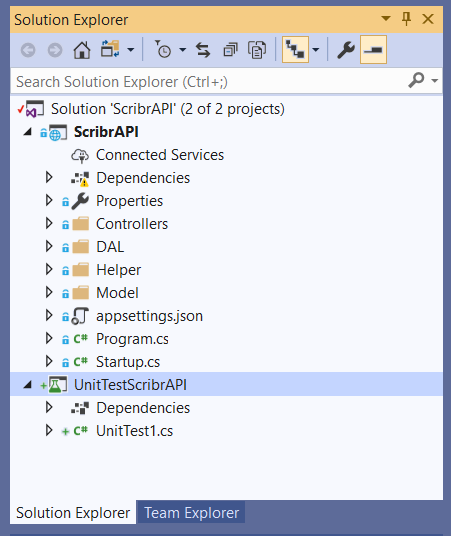 Solution Explorer
Search Solution Explorer (Ctrl+;)
Solution 'ScribrAPI' (2 of 2 projects)
ScribrAPI
Connected Services
Dependencies
Properties
Controllers
DAL
Helper
Model
appsettings.json
C# Program.cs
C# Startup.cs
UnitTestScribrAPI
Dependencies
C# UnitTest1.cs
Solution Explorer Team Explorer